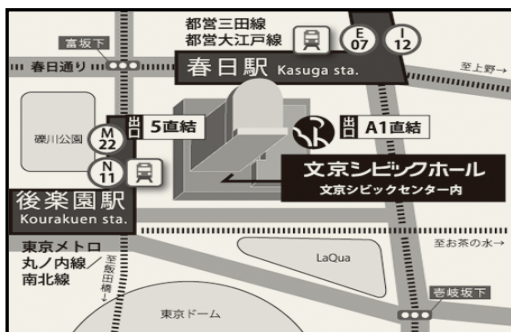 都営三田線
都営大江戸線
E
07
I
12
富坂下
春日通り
春日駅 Kasuga sta.
至上野→
出口
5直結
出口
A1直結
礫川公園
M
22
N
11
文京シビックホール
文京シビックセンター内
後楽園駅
Kourakuen sta.
東京メトロ
丸ノ内線／
南北線
至飯田橋→
至お茶の水→
LaQua
東京ドーム
壱岐坂下